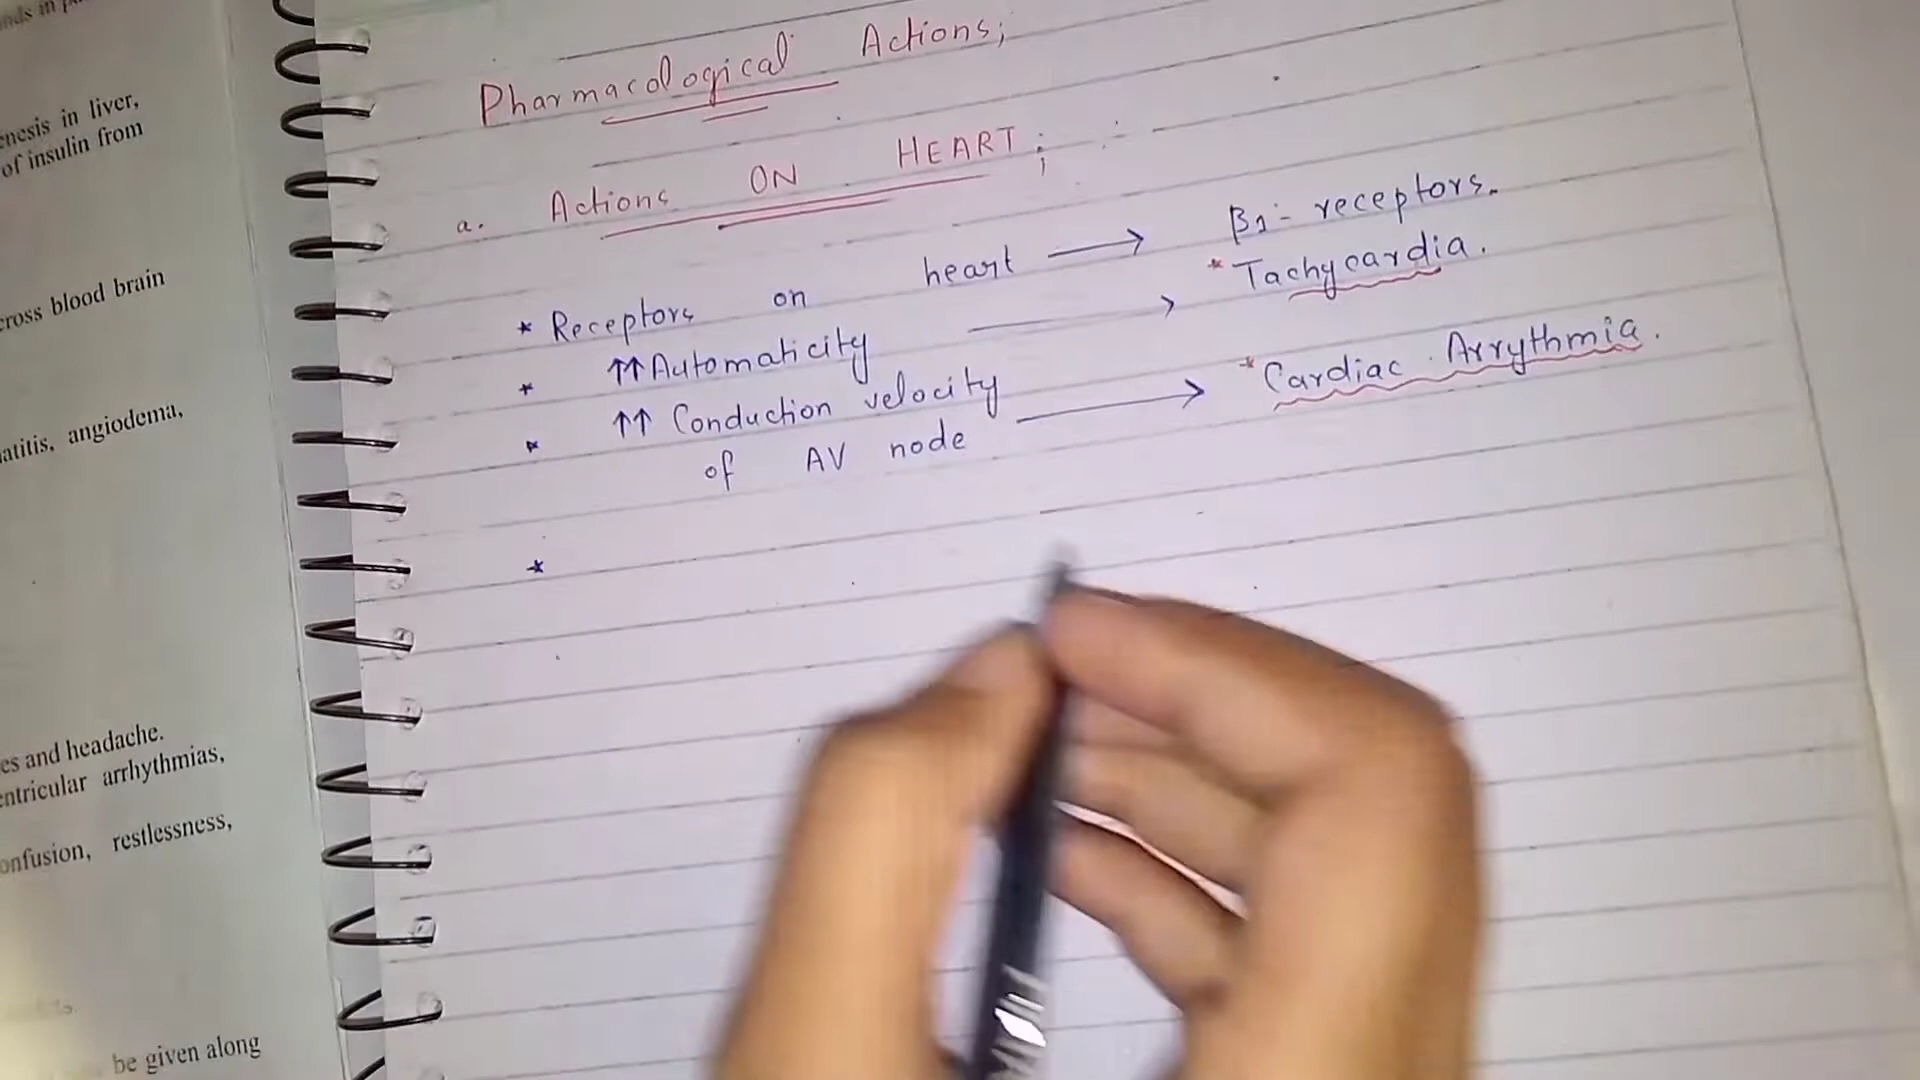 nesis in liver,
of insulin from
cross blood brain
atitis, angiodema,
es and headache.
entricular arrhythmias,
onfusion, restlessness,
be given along
Pharmacological Actions;
a. Actions ON HEART;
* Receptors on heart → β1- receptors.
* ↑↑ Automaticity → * Tachycardia.
* ↑↑ Conduction velocity → * Cardiac Arrythmia.
of AV node
*